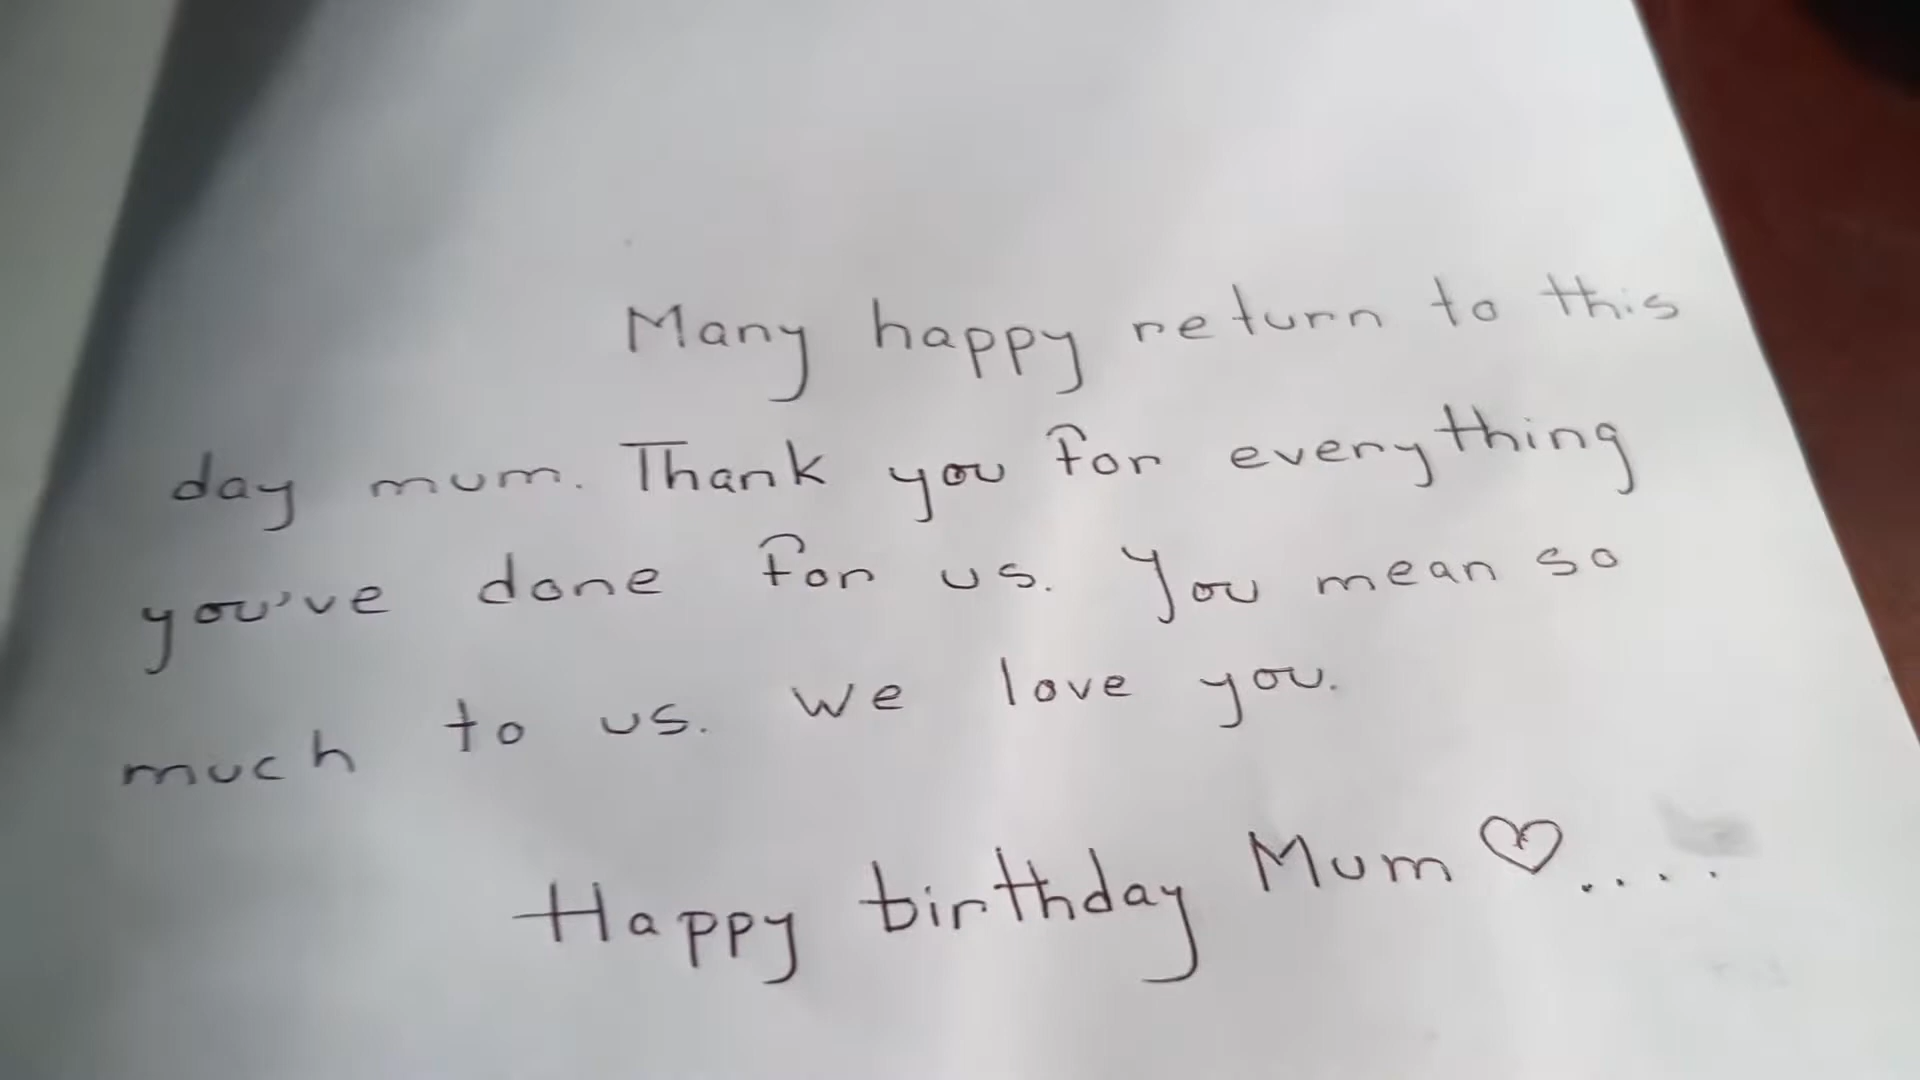 Many happy return to this
day mum. Thank you for everything
you've done for us. You mean so
much to us. We love you.
Happy birthday Mum ♡....